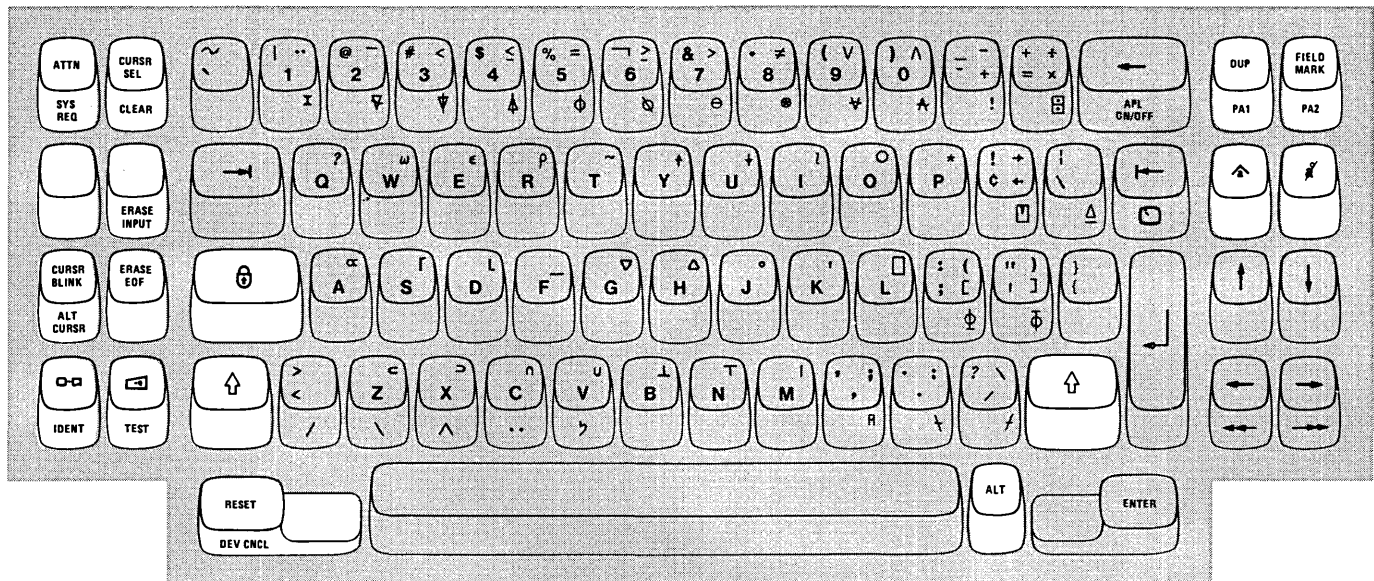 ATTN CURSR SEL ~ ` | ¨ 1 @ ¯ 2 # < 3 $ ≤ 4 % = 5 ¬ ≥ 6 & > 7 * ≠ 8 ( ∨ 9 ) ∧ 0 _ - - + + ÷ = × ← DUP FIELD MARK
SYS REQ CLEAR ⌶ ⍒ ⍋ ⌽ ⍉ ⊖ ⍟ ⍱ ⍲ ! ⌹ APL ON/OFF PA1 PA2
→| ? Q ω W ε E ρ R ~ T ↑ Y ↓ U ι I ○ O * P ! → ¢ ← ¦ \ |←
ERASE INPUT ⍞ ⍙
CURSR BLINK ERASE EOF α A ⌈ S ⌊ D _ F ∇ G ∆ H ∘ J ' K ⎕ L : ( ; [ " ) ' ] } { ↑ ↓
ALT CURSR ⍎ ⍕ ↵
⇧ > < ⊂ Z ⊃ X ∩ C ∪ V ⊥ B ⊤ N | M , ; , . : . ? \ / ⇧ ← →
IDENT TEST / \ ^ ¨
RESET ALT ENTER
DEV CNCL